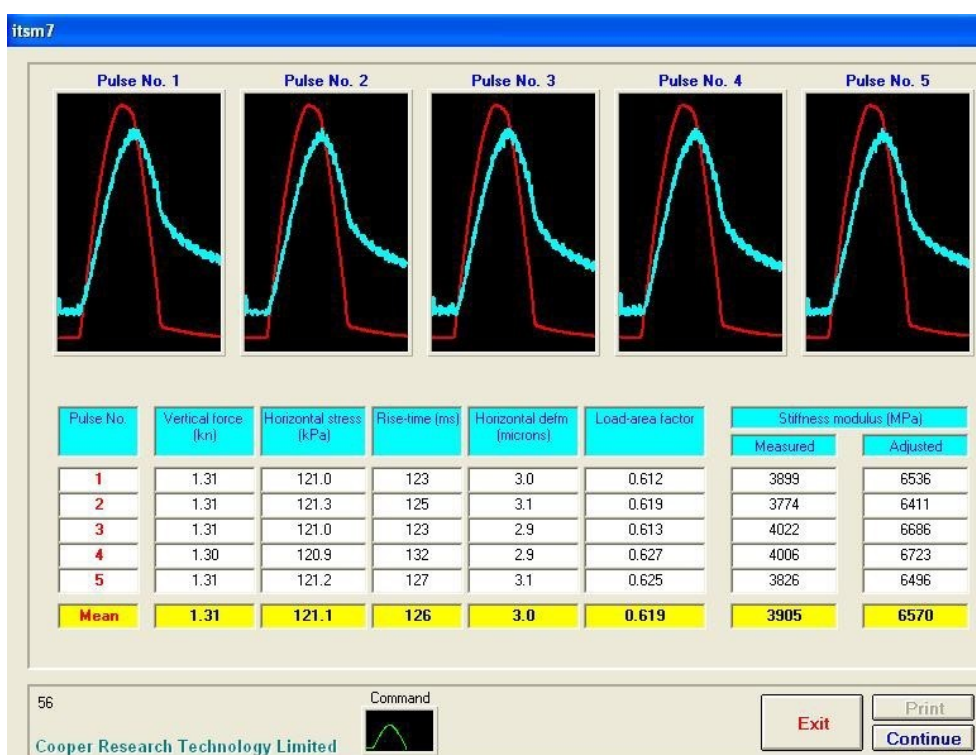 itsm7
Pulse No. 1 Pulse No. 2 Pulse No. 3 Pulse No. 4 Pulse No. 5
Pulse No. Vertical force (kn) Horizontal stress (kPa) Rise-time (ms) Horizontal defm (microns) Load-area factor Stiffness modulus (MPa)
Measured Adjusted
1 1.31 121.0 123 3.0 0.612 3899 6536
2 1.31 121.3 125 3.1 0.619 3774 6411
3 1.31 121.0 123 2.9 0.613 4022 6686
4 1.30 120.9 132 2.9 0.627 4006 6723
5 1.31 121.2 127 3.1 0.625 3826 6496
Mean 1.31 121.1 126 3.0 0.619 3905 6570
56
Command
Exit
Print
Continue
Cooper Research Technology Limited